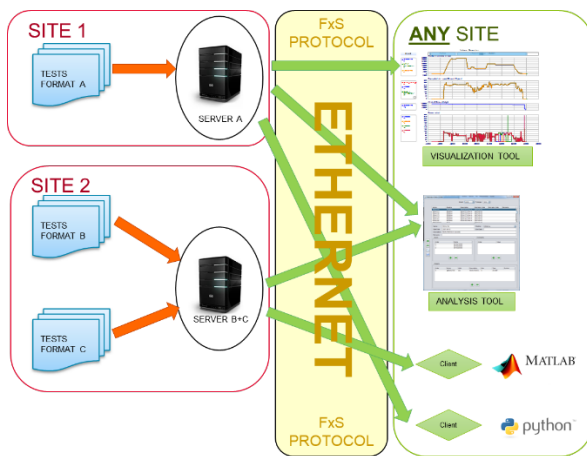 SITE 1
TESTS
FORMAT A
SERVER A
SITE 2
TESTS
FORMAT B
TESTS
FORMAT C
SERVER B+C
FxS
PROTOCOL
ETHERNET
FxS
PROTOCOL
ANY SITE
VISUALIZATION TOOL
ANALYSIS TOOL
Client
MATLAB
Client
python